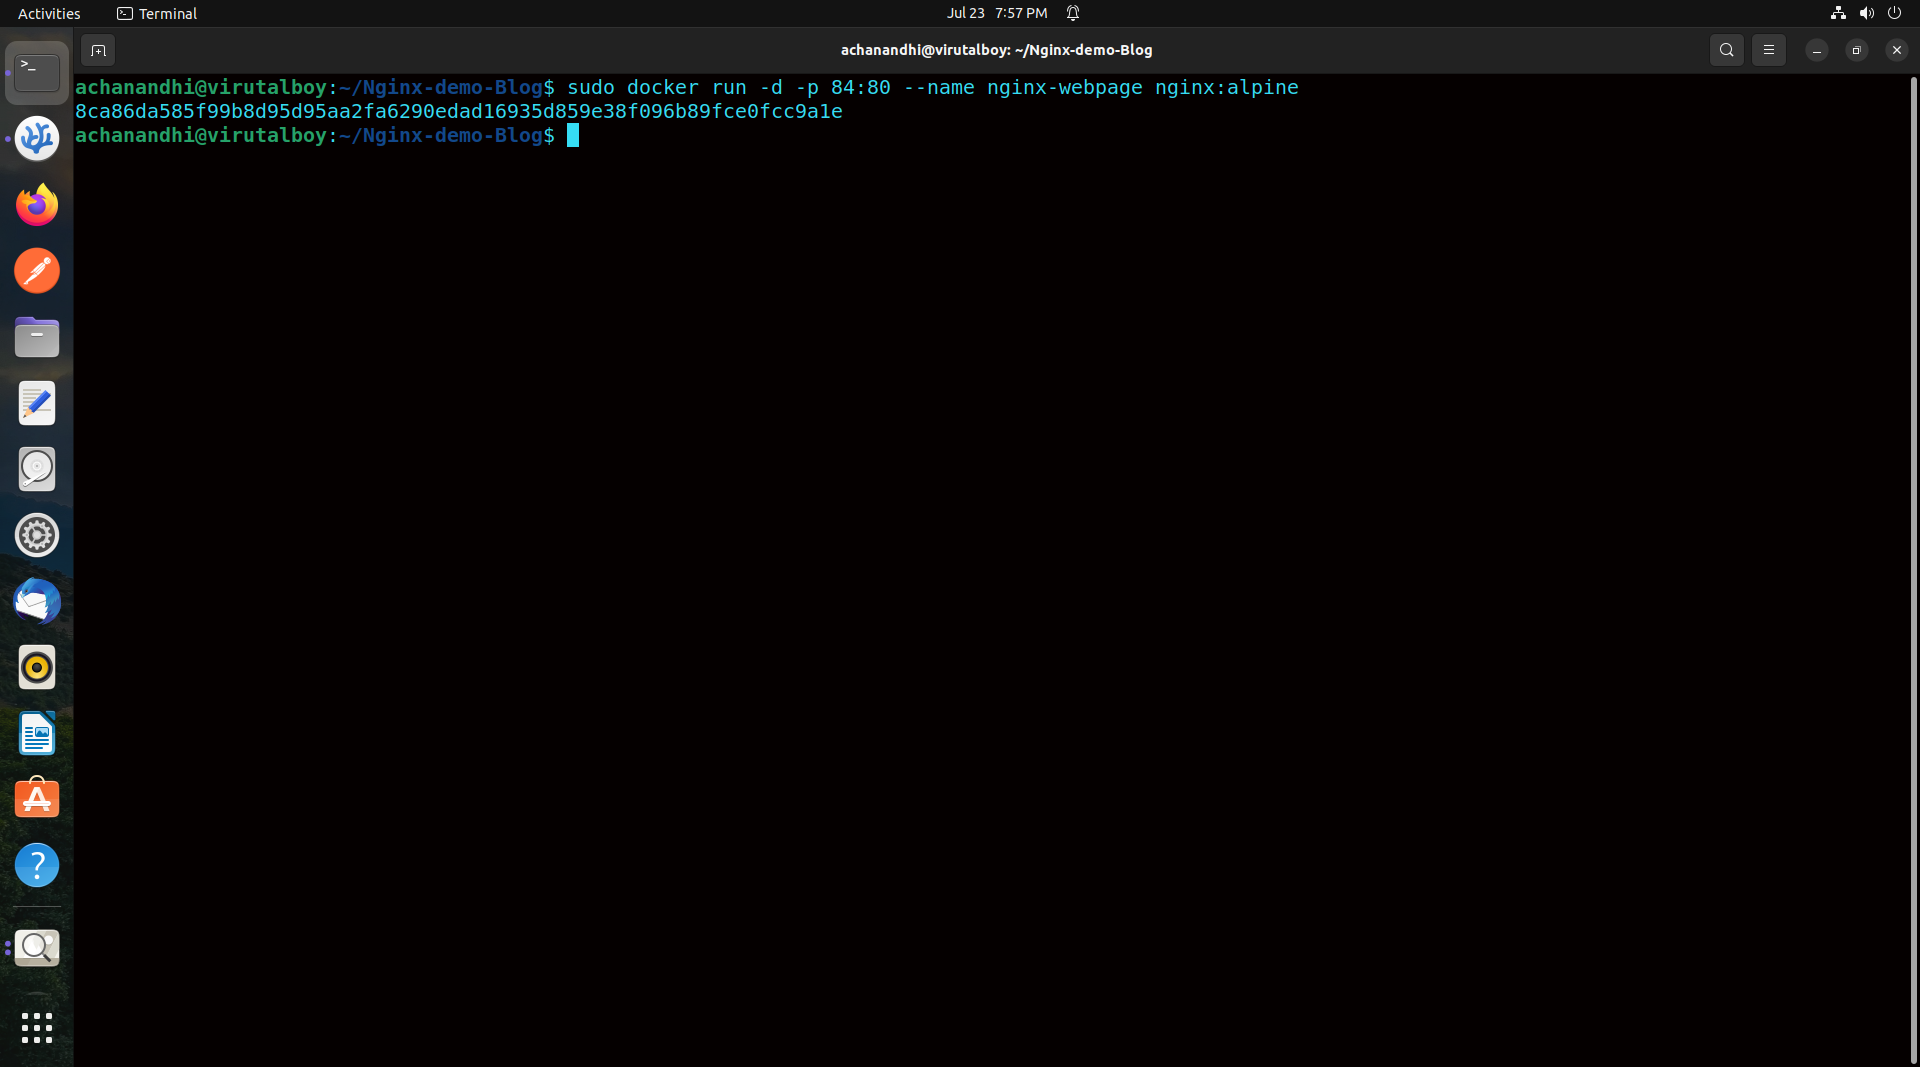 Activities
Terminal
Jul 23 7:57 PM
achanandhi@virutalboy: ~/Nginx-demo-Blog
achanandhi@virutalboy:~/Nginx-demo-Blog$ sudo docker run -d -p 84:80 --name nginx-webpage nginx:alpine
8ca86da585f99b8d95d95aa2fa6290edad16935d859e38f096b89fce0fcc9a1e
achanandhi@virutalboy:~/Nginx-demo-Blog$